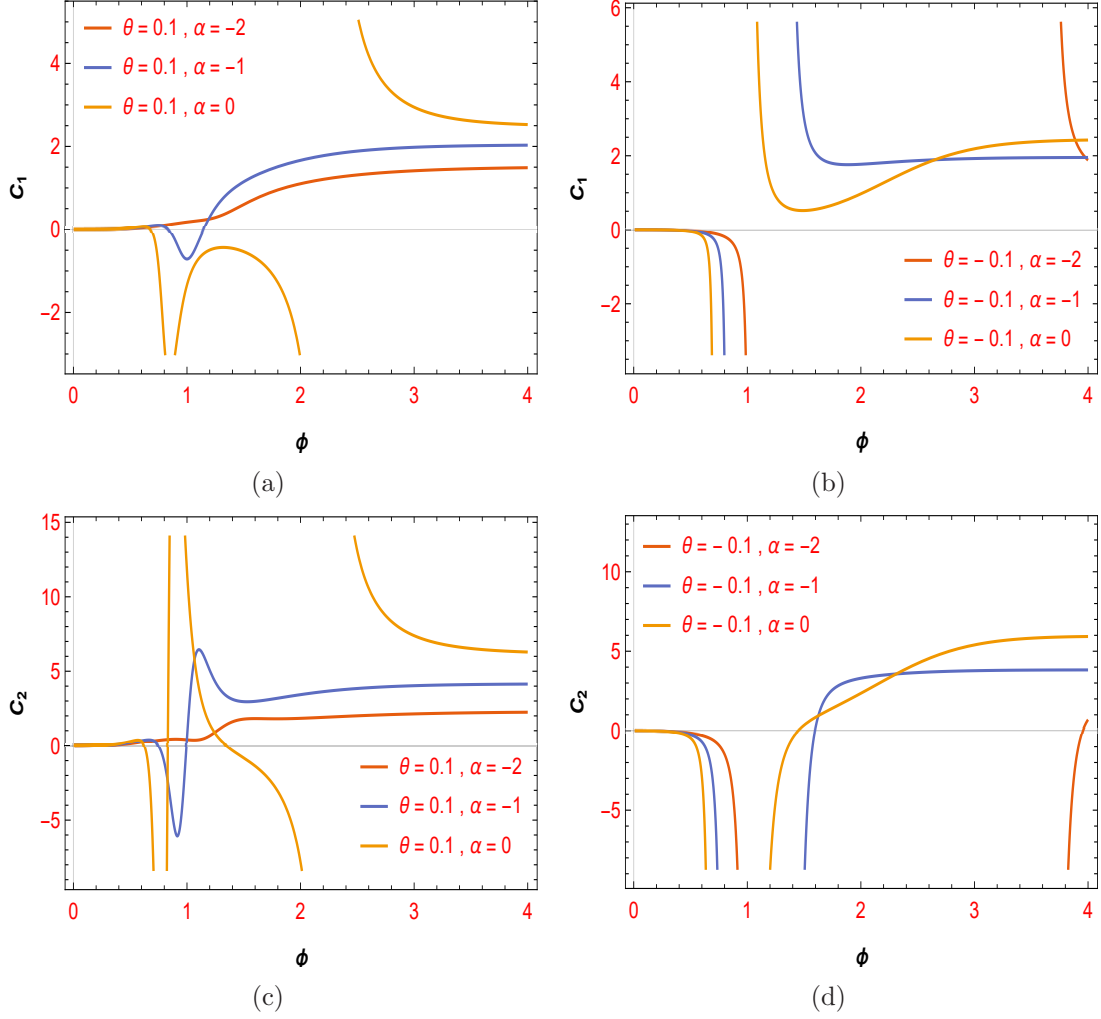 θ = 0.1 , α = −2
θ = 0.1 , α = −1
θ = 0.1 , α = 0
4
2
0
−2
C₁
0 1 2 3 4
ϕ
(a)
6
4
2
0
−2
C₁
θ = − 0.1 , α = −2
θ = − 0.1 , α = −1
θ = − 0.1 , α = 0
0 1 2 3 4
ϕ
(b)
15
10
5
0
−5
C₂
θ = 0.1 , α = −2
θ = 0.1 , α = −1
θ = 0.1 , α = 0
0 1 2 3 4
ϕ
(c)
θ = − 0.1 , α = −2
θ = − 0.1 , α = −1
θ = − 0.1 , α = 0
10
5
0
−5
C₂
0 1 2 3 4
ϕ
(d)